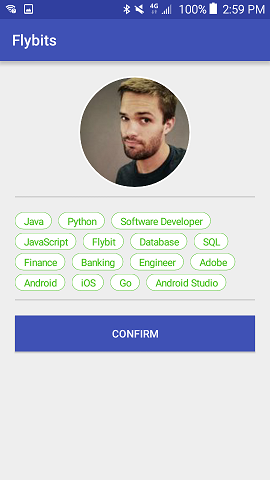 4G 100% 2:59 PM
Flybits
Java Python Software Developer
JavaScript Flybit Database SQL
Finance Banking Engineer Adobe
Android iOS Go Android Studio
CONFIRM